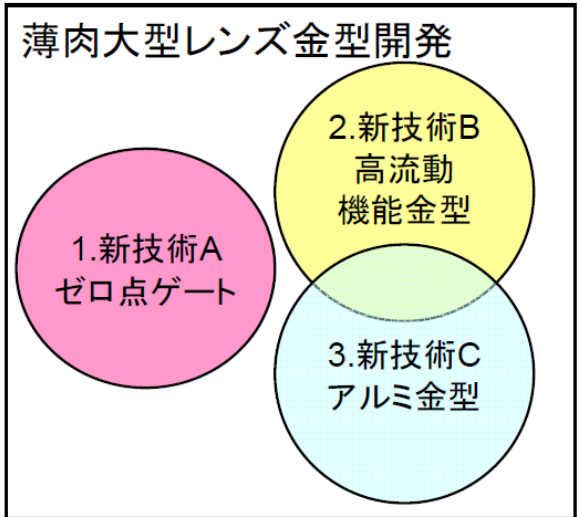 薄肉大型レンズ金型開発
1.新技術A
ゼロ点ゲート
2.新技術B
高流動
機能金型
3.新技術C
アルミ金型